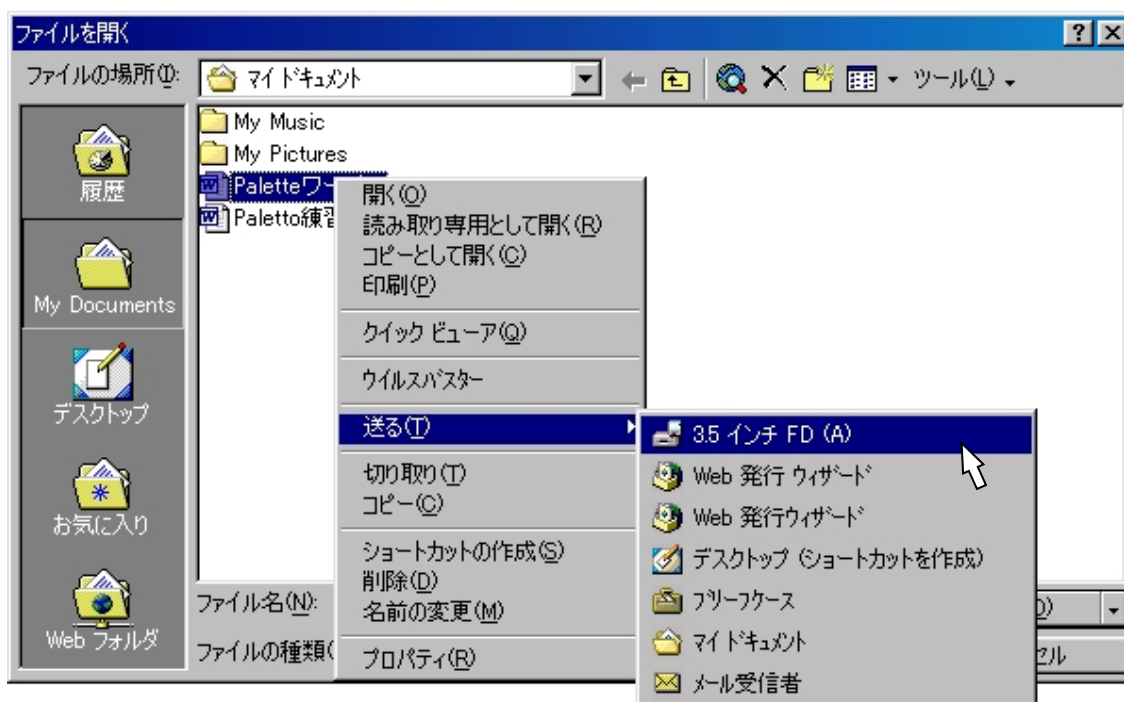 ファイルを開く
ファイルの場所(I):
マイ ドキュメント
ツール(L)
履歴
My Documents
デスクトップ
お気に入り
Web フォルダ
My Music
My Pictures
Paletteワー
Paletto練習
開く(O)
読み取り専用として開く(R)
コピーとして開く(C)
印刷(P)
クイック ビューア(Q)
ウイルスバスター
送る(T)
切り取り(T)
コピー(C)
ショートカットの作成(S)
削除(D)
名前の変更(M)
プロパティ(R)
3.5 インチ FD (A)
Web 発行 ウィザード
Web 発行ウィザード
デスクトップ (ショートカットを作成)
ブリーフケース
マイ ドキュメント
メール受信者
ファイル名(N):
ファイルの種類(
セル